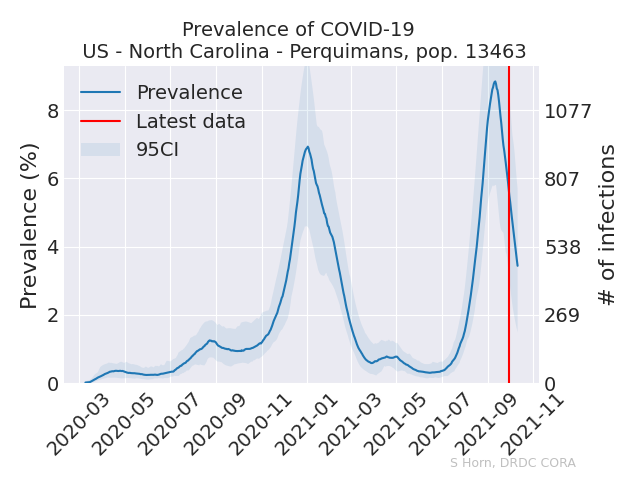 Prevalence of COVID-19
US - North Carolina - Perquimans, pop. 13463
Prevalence
Latest data
95CI
Prevalence (%)
8
6
4
2
0
# of infections
1077
807
538
269
0
2020-03
2020-05
2020-07
2020-09
2020-11
2021-01
2021-03
2021-05
2021-07
2021-09
2021-11
S Horn, DRDC CORA